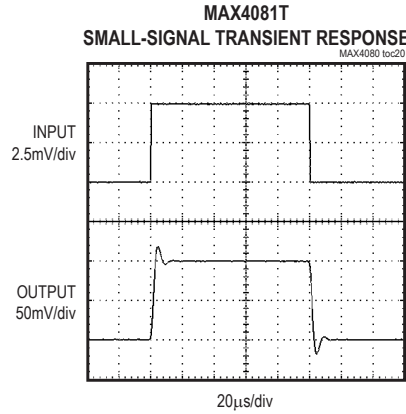 MAX4081T
SMALL-SIGNAL TRANSIENT RESPONSE
MAX4080 toc20
INPUT
2.5mV/div
OUTPUT
50mV/div
20μs/div